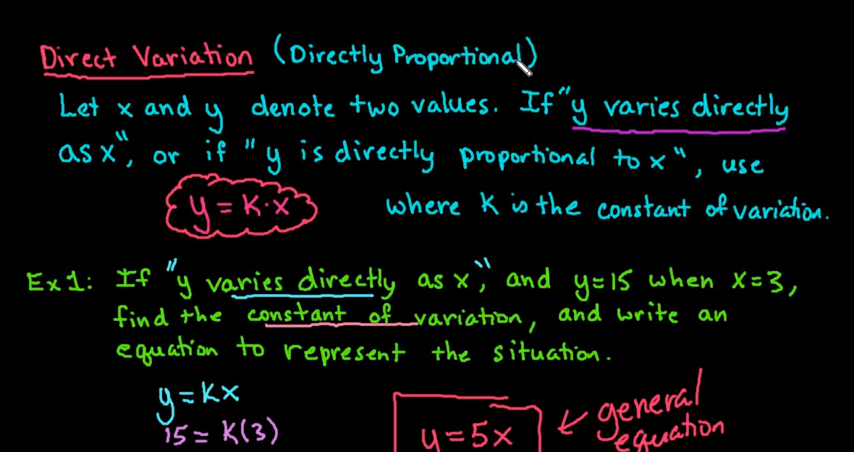 Direct Variation (Directly Proportional)
Let x and y denote two values. If "y varies directly
as x", or if "y is directly proportional to x", use
y = K·x where K is the constant of variation.
Ex 1: If "y varies directly as x", and y=15 when x=3,
find the constant of variation, and write an
equation to represent the situation.
y = Kx
15 = K(3)
y = 5x
general
equation